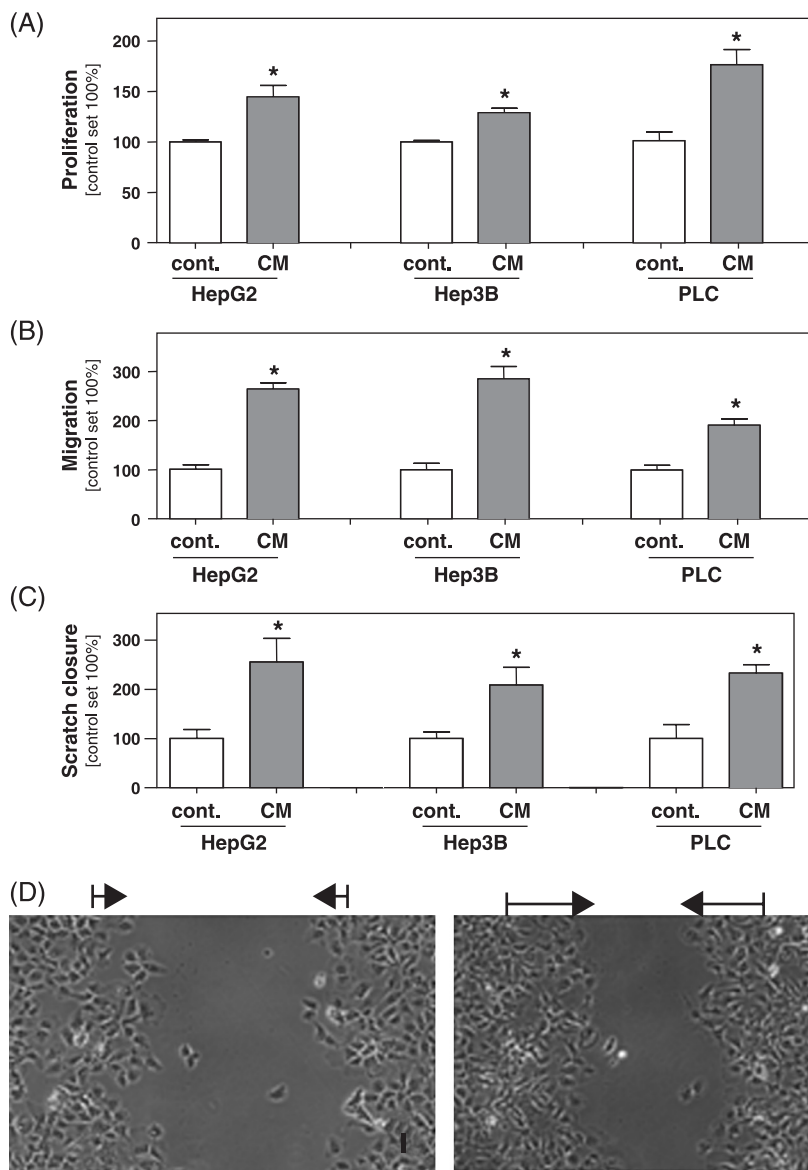 (A)
Proliferation
[control set 100%]
200
150
100
50
0
cont. CM cont. CM cont. CM
HepG2 Hep3B PLC
(B)
Migration
[control set 100%]
300
200
100
0
cont. CM cont. CM cont. CM
HepG2 Hep3B PLC
(C)
Scratch closure
[control set 100%]
300
200
100
0
cont. CM cont. CM cont. CM
HepG2 Hep3B PLC
(D)